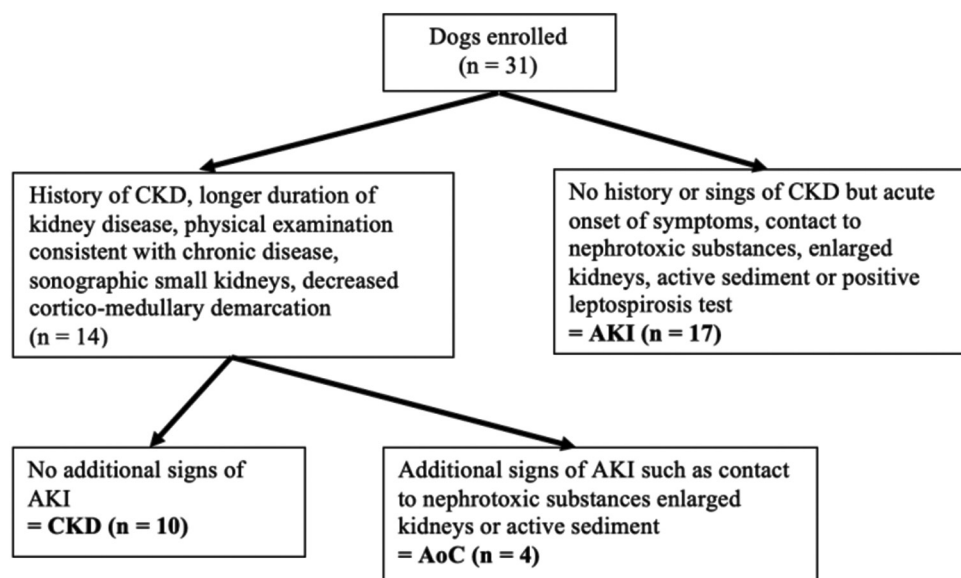 Dogs enrolled
(n = 31)
History of CKD, longer duration of
kidney disease, physical examination
consistent with chronic disease,
sonographic small kidneys, decreased
cortico-medullary demarcation
(n = 14)
No history or sings of CKD but acute
onset of symptoms, contact to
nephrotoxic substances, enlarged
kidneys, active sediment or positive
leptospirosis test
= AKI (n = 17)
No additional signs of
AKI
= CKD (n = 10)
Additional signs of AKI such as contact
to nephrotoxic substances enlarged
kidneys or active sediment
= AoC (n = 4)